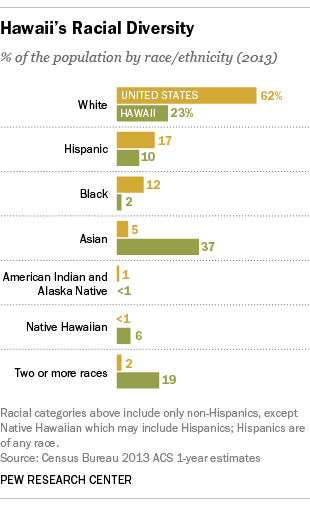 Hawaii's Racial Diversity
% of the population by race/ethnicity (2013)
White
UNITED STATES 62%
HAWAII 23%
Hispanic
17
10
Black
12
2
Asian
5
37
American Indian and
Alaska Native
1
<1
Native Hawaiian
<1
6
Two or more races
2
19
Racial categories above include only non-Hispanics, except
Native Hawaiian which may include Hispanics; Hispanics are
of any race.
Source: Census Bureau 2013 ACS 1-year estimates
PEW RESEARCH CENTER